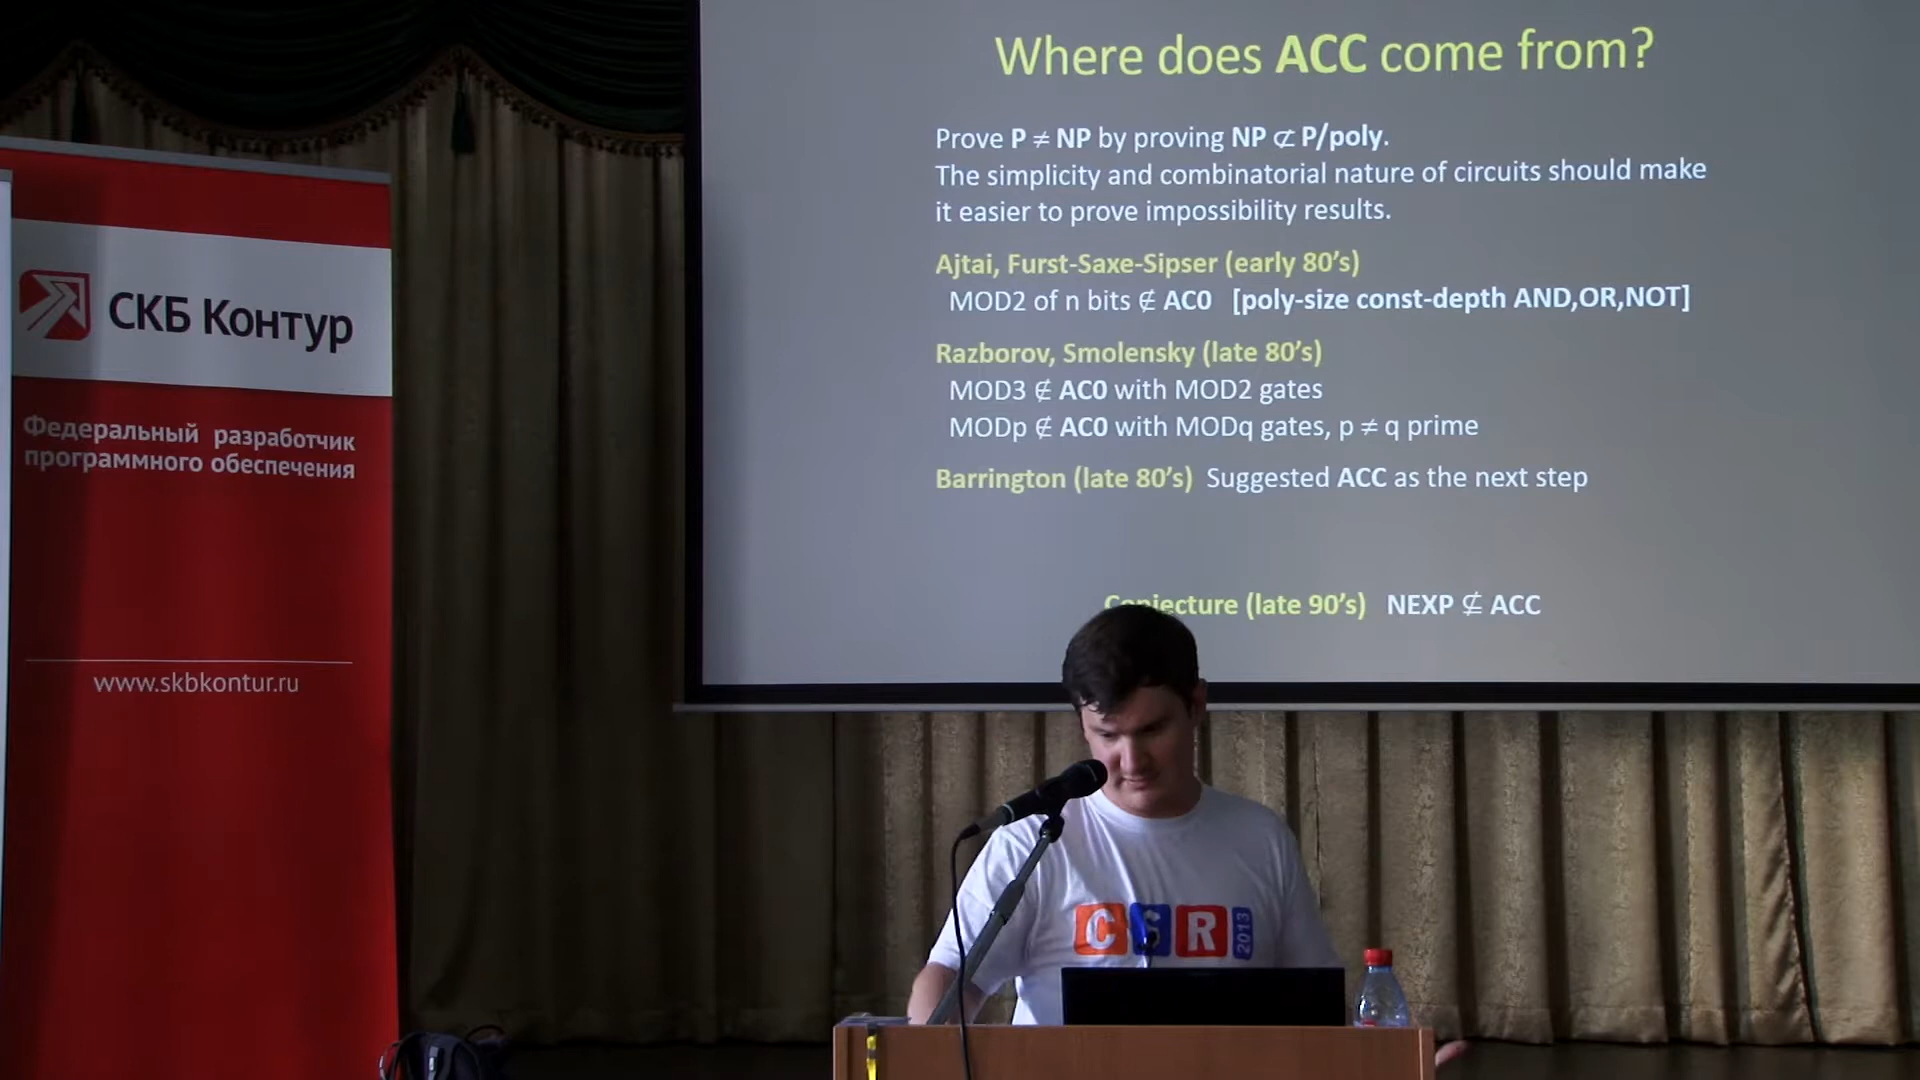 Where does ACC come from?
Prove P ≠ NP by proving NP ⊄ P/poly.
The simplicity and combinatorial nature of circuits should make
it easier to prove impossibility results.
Ajtai, Furst-Saxe-Sipser (early 80's)
MOD2 of n bits ∉ AC0 [poly-size const-depth AND,OR,NOT]
Razborov, Smolensky (late 80's)
MOD3 ∉ AC0 with MOD2 gates
MODp ∉ AC0 with MODq gates, p ≠ q prime
Barrington (late 80's) Suggested ACC as the next step
Conjecture (late 90's) NEXP ⊈ ACC
СКБ Контур
Федеральный разработчик
программного обеспечения
www.skbkontur.ru
CSR 2013